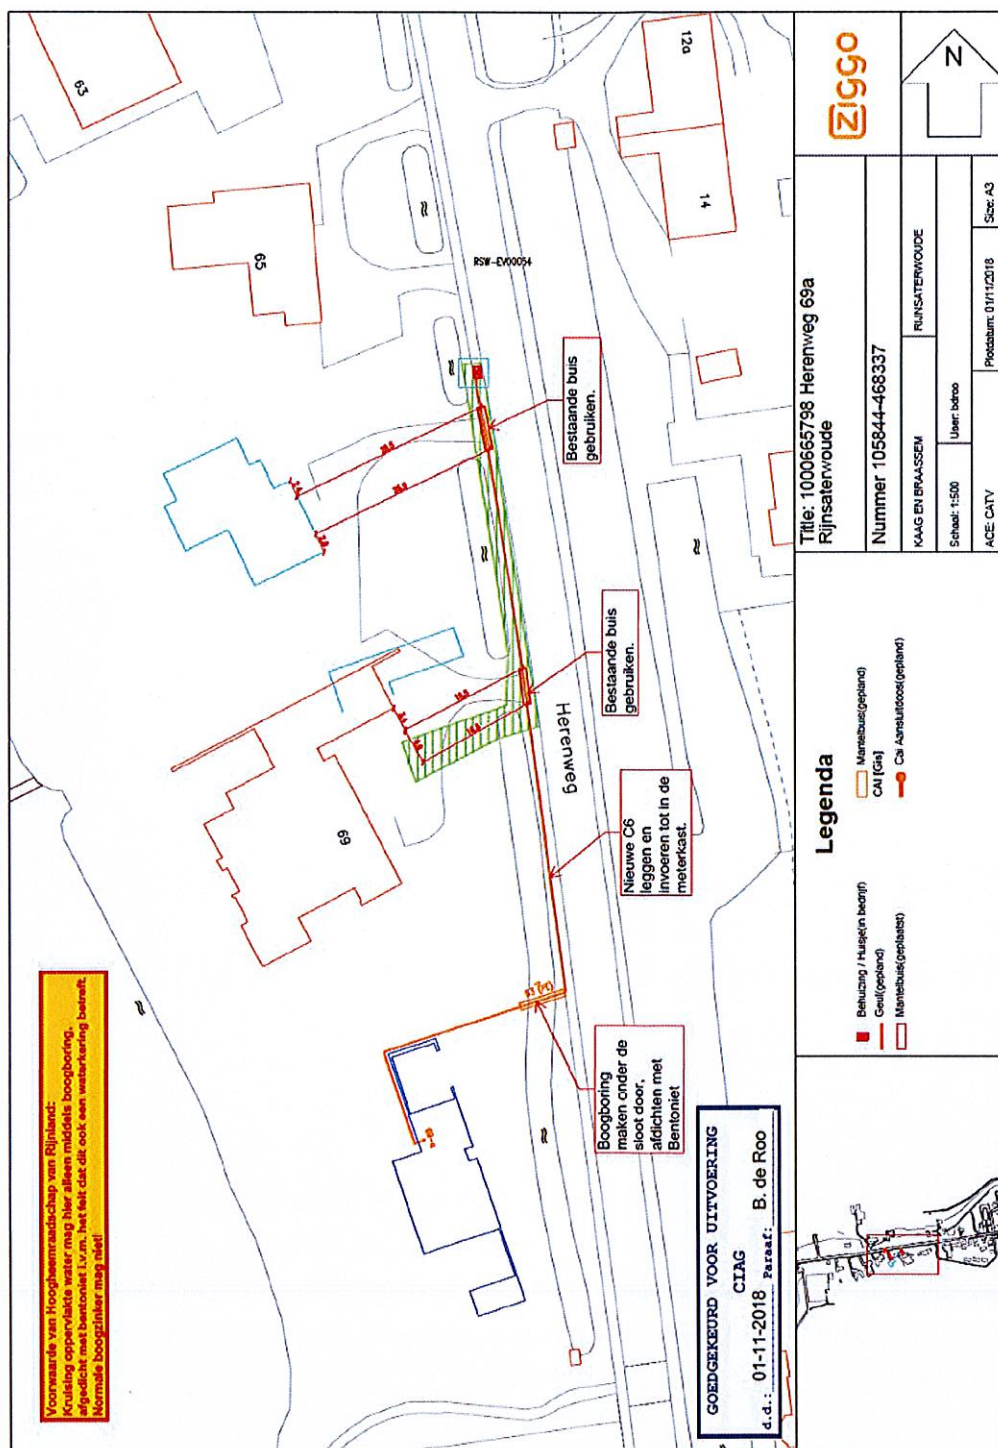 Voorwaarde van Hoogheemraadschap van Rijnland:
Kruising oppervlakte water mag hier alleen middels boogboring,
afgedicht met bentoniet i.v.m. het feit dat dit ook een waterkering betreft.
Normale boogzinker mag niet!
63
65
69
12a
14
RSW-EV00054
Bestaande buis
gebruiken.
Bestaande buis
gebruiken.
Herenweg
Nieuwe C6
leggen en
invoeren tot in de
meterkast.
Boogboring
maken onder de
sloot door,
afdichten met
Bentoniet
GOEDGEKEURD VOOR UITVOERING
CIAG
d.d.: 01-11-2018 Paraaf: B. de Roo
Legenda
Behuizing / Huisje(in bedrijf)
Geul(gepland)
Mantelbuis(geplaatst)
Mantelbuis(gepland)
CAI [Gis]
Cai Aansluitdoos(gepland)
Title: 1000665798 Herenweg 69a
Rijnsaterwoude
Nummer 105844-468337
KAAG EN BRAASSEM
RIJNSATERWOUDE
Schaal: 1:500
User: bdroo
ACE: CATV
Plotdatum: 01/11/2018
Size: A3
ziggo
N